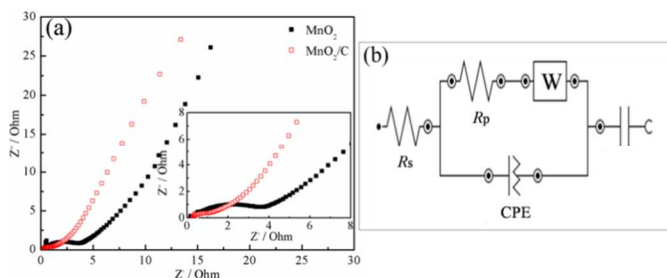 (a)
MnO₂
MnO₂/C
Z'' / Ohm
30
25
20
15
10
5
0
0 5 10 15 20 25 30
Z' / Ohm
Z'' / Ohm
8
6
4
2
0
0 2 4 6 8
Z' / Ohm
(b)
Rp
W
Rs
CPE